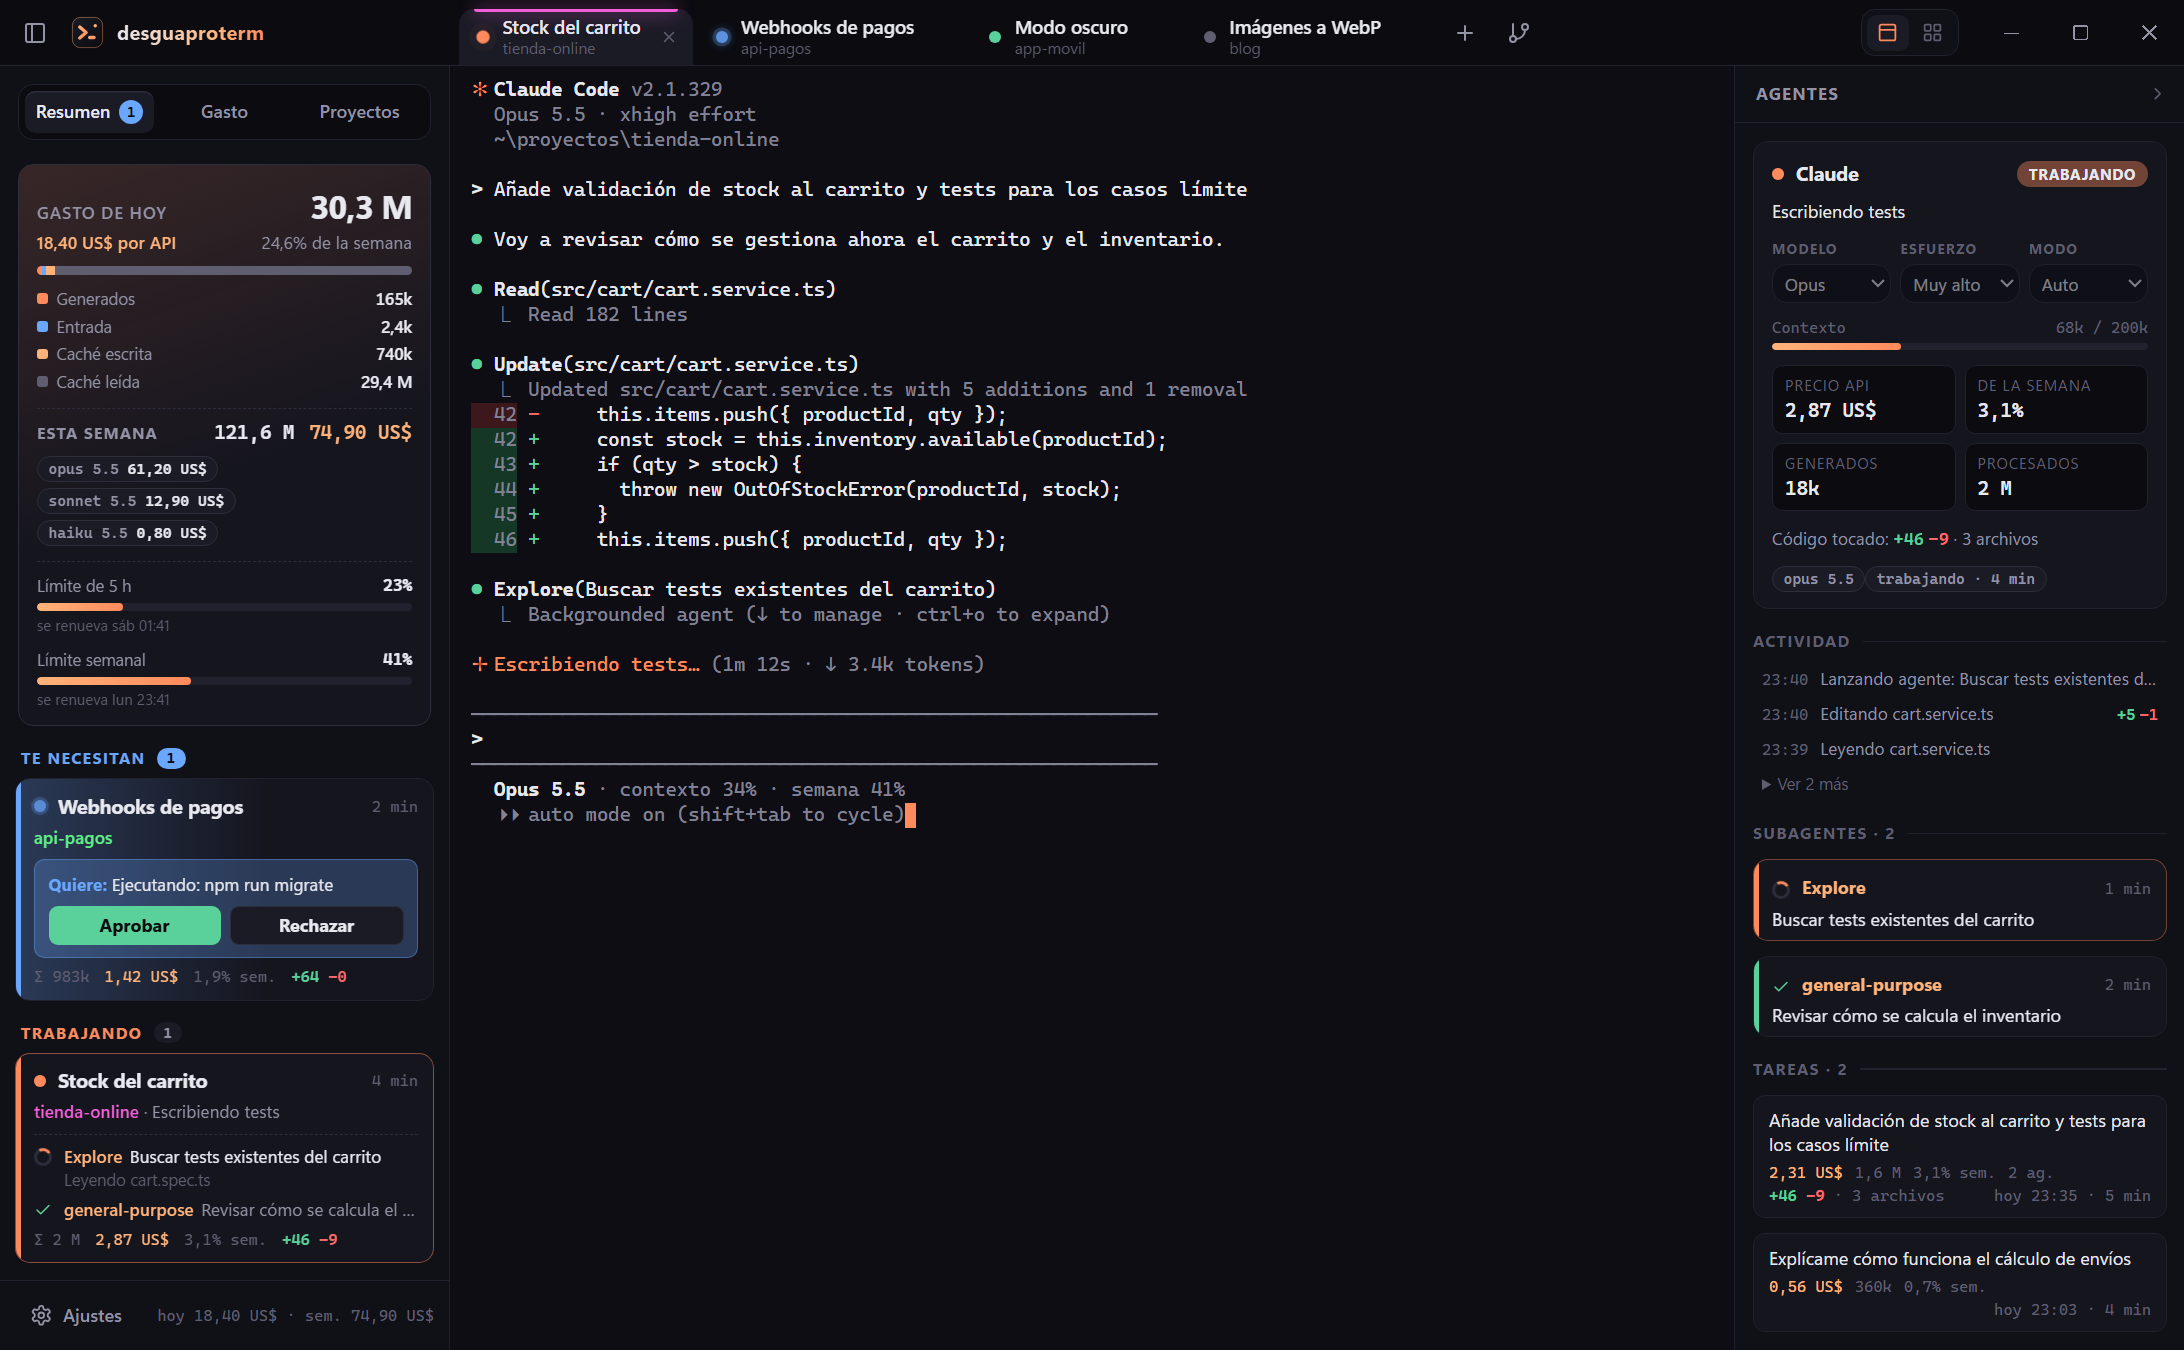 desguaproterm
Stock del carrito
tienda-online
Webhooks de pagos
api-pagos
Modo oscuro
app-movil
Imágenes a WebP
blog
Resumen 1
Gasto
Proyectos
GASTO DE HOY 30,3 M
18,40 US$ por API 24,6% de la semana
Generados 165k
Entrada 2,4k
Caché escrita 740k
Caché leída 29,4 M
ESTA SEMANA 121,6 M 74,90 US$
opus 5.5 61,20 US$
sonnet 5.5 12,90 US$
haiku 5.5 0,80 US$
Límite de 5 h 23%
se renueva sáb 01:41
Límite semanal 41%
se renueva lun 23:41
TE NECESITAN 1
Webhooks de pagos 2 min
api-pagos
Quiere: Ejecutando: npm run migrate
Aprobar Rechazar
Σ 983k 1,42 US$ 1,9% sem. +64 −0
TRABAJANDO 1
Stock del carrito 4 min
tienda-online · Escribiendo tests
Explore Buscar tests existentes del carrito
Leyendo cart.spec.ts
general-purpose Revisar cómo se calcula el ...
Σ 2 M 2,87 US$ 3,1% sem. +46 −9
Ajustes hoy 18,40 US$ · sem. 74,90 US$
Claude Code v2.1.329
Opus 5.5 · xhigh effort
~\proyectos\tienda-online
> Añade validación de stock al carrito y tests para los casos límite
● Voy a revisar cómo se gestiona ahora el carrito y el inventario.
● Read(src/cart/cart.service.ts)
⎿ Read 182 lines
● Update(src/cart/cart.service.ts)
⎿ Updated src/cart/cart.service.ts with 5 additions and 1 removal
42 - this.items.push({ productId, qty });
42 + const stock = this.inventory.available(productId);
43 + if (qty > stock) {
44 + throw new OutOfStockError(productId, stock);
45 + }
46 + this.items.push({ productId, qty });
● Explore(Buscar tests existentes del carrito)
⎿ Backgrounded agent (↓ to manage · ctrl+o to expand)
Escribiendo tests… (1m 12s · ↓ 3.4k tokens)
>
Opus 5.5 · contexto 34% · semana 41%
⏵⏵ auto mode on (shift+tab to cycle)
AGENTES
Claude TRABAJANDO
Escribiendo tests
MODELO ESFUERZO MODO
Opus Muy alto Auto
Contexto 68k / 200k
PRECIO API
2,87 US$
DE LA SEMANA
3,1%
GENERADOS
18k
PROCESADOS
2 M
Código tocado: +46 −9 · 3 archivos
opus 5.5 trabajando · 4 min
ACTIVIDAD
23:40 Lanzando agente: Buscar tests existentes d...
23:40 Editando cart.service.ts +5 −1
23:39 Leyendo cart.service.ts
▶ Ver 2 más
SUBAGENTES · 2
Explore 1 min
Buscar tests existentes del carrito
general-purpose 2 min
Revisar cómo se calcula el inventario
TAREAS · 2
Añade validación de stock al carrito y tests para
los casos límite
2,31 US$ 1,6 M 3,1% sem. 2 ag.
+46 −9 · 3 archivos hoy 23:35 · 5 min
Explícame cómo funciona el cálculo de envíos
0,56 US$ 360k 0,7% sem.
hoy 23:03 · 4 min